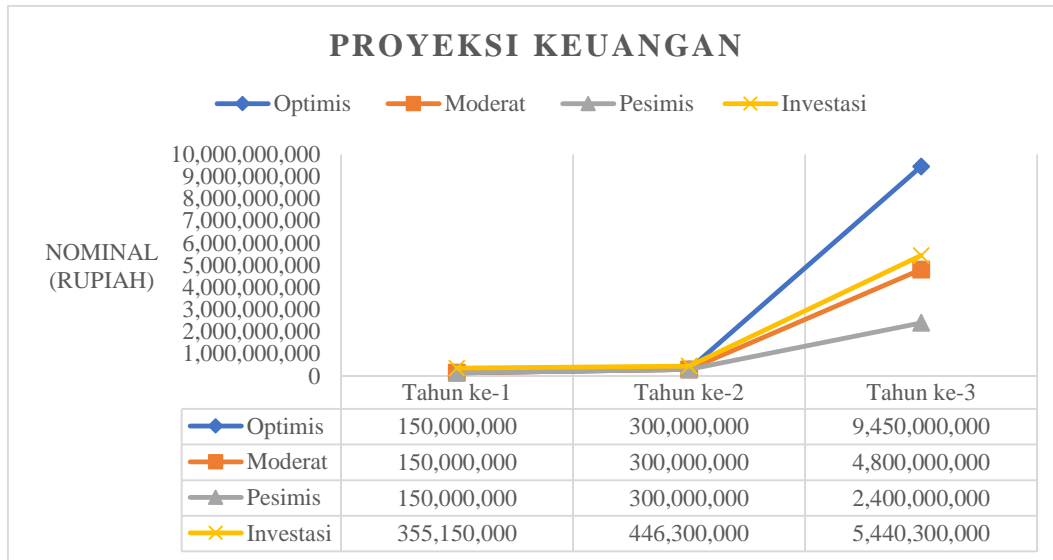 PROYEKSI KEUANGAN
Optimis Moderat Pesimis Investasi
10,000,000,000
9,000,000,000
8,000,000,000
7,000,000,000
6,000,000,000
5,000,000,000
4,000,000,000
3,000,000,000
2,000,000,000
1,000,000,000
0
NOMINAL
(RUPIAH)
Tahun ke-1 Tahun ke-2 Tahun ke-3
Optimis 150,000,000 300,000,000 9,450,000,000
Moderat 150,000,000 300,000,000 4,800,000,000
Pesimis 150,000,000 300,000,000 2,400,000,000
Investasi 355,150,000 446,300,000 5,440,300,000